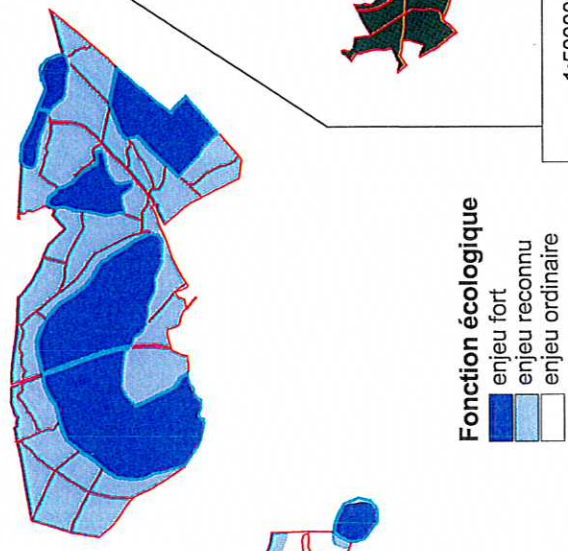 Fonction écologique
enjeu fort
enjeu reconnu
enjeu ordinaire